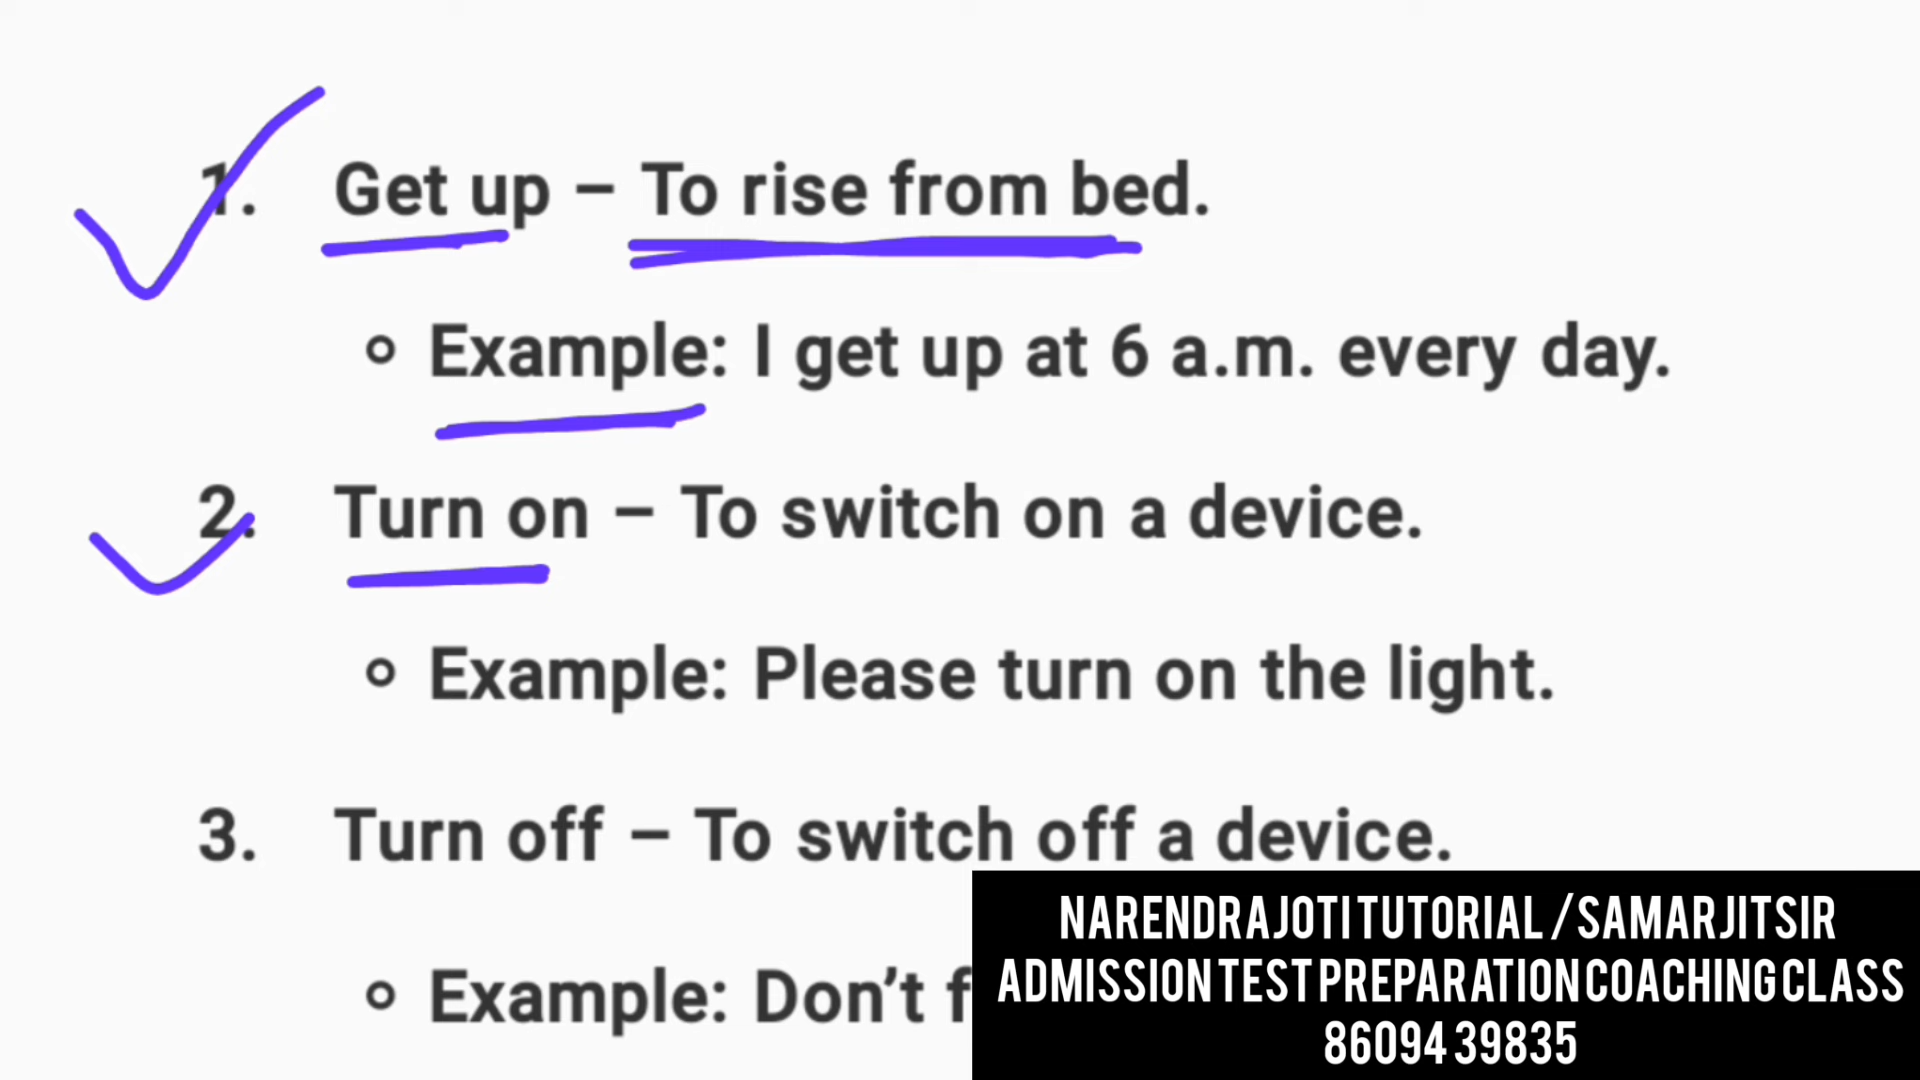 1. Get up – To rise from bed.
○ Example: I get up at 6 a.m. every day.
2. Turn on – To switch on a device.
○ Example: Please turn on the light.
3. Turn off – To switch off a device.
○ Example: Don’t
NARENDRAJOTI TUTORIAL / SAMARJIT SIR
ADMISSION TEST PREPARATION COACHING CLASS
86094 39835